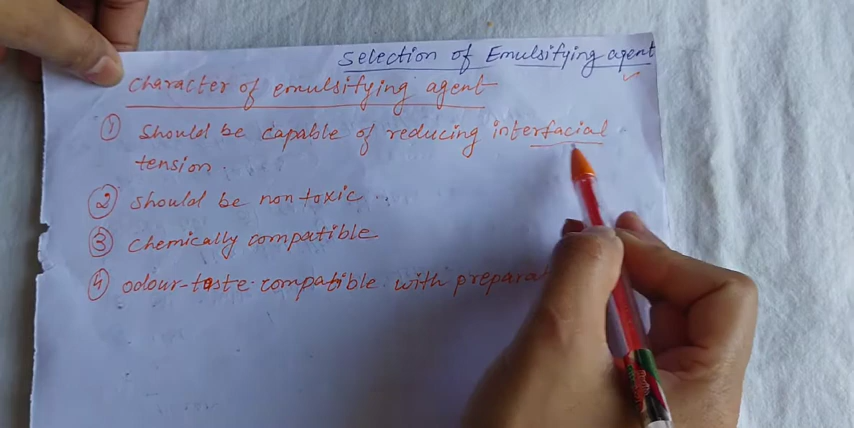 Selection of Emulsifying agent
Character of emulsifying agent
① Should be capable of reducing interfacial
tension.
② should be non toxic
③ chemically compatible
④ odour-taste compatible with